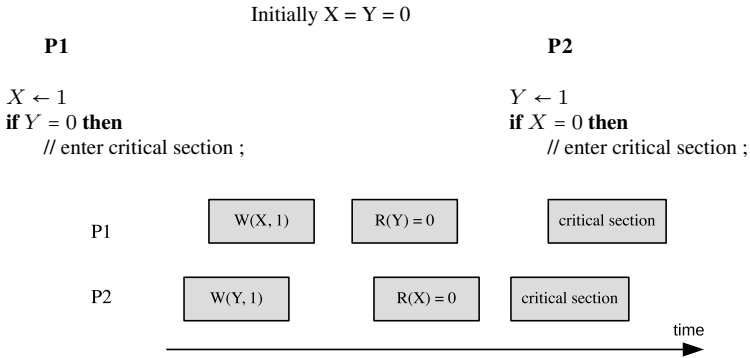 Initially X = Y = 0
P1
P2
X ← 1
if Y = 0 then
// enter critical section ;
Y ← 1
if X = 0 then
// enter critical section ;
P1
W(X, 1)
R(Y) = 0
critical section
P2
W(Y, 1)
R(X) = 0
critical section
time